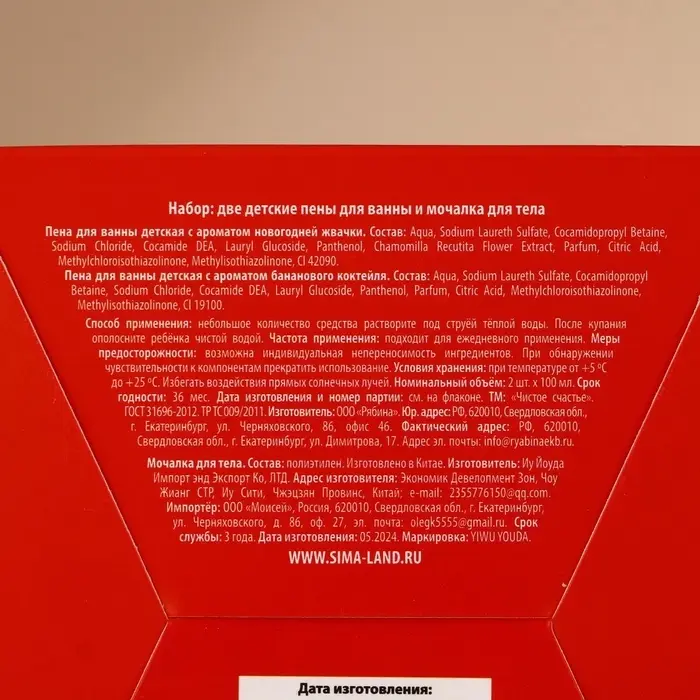 Набор: две детские пены для ванны и мочалка для тела
Пена для ванны детская с ароматом новогодней жвачки. Состав: Aqua, Sodium Laureth Sulfate, Cocamidopropyl Betaine,
Sodium Chloride, Cocamide DEA, Lauryl Glucoside, Panthenol, Chamomilla Recutita Flower Extract, Parfum, Citric Acid,
Methylchloroisothiazolinone, Methylisothiazolinone, CI 42090.
Пена для ванны детская с ароматом бананового коктейля. Состав: Aqua, Sodium Laureth Sulfate, Cocamidopropyl
Betaine, Sodium Chloride, Cocamide DEA, Lauryl Glucoside, Panthenol, Parfum, Citric Acid, Methylchloroisothiazolinone,
Methylisothiazolinone, CI 19100.
Способ применения: небольшое количество средства растворите под струёй тёплой воды. После купания
ополосните ребёнка чистой водой. Частота применения: подходит для ежедневного применения. Меры
предосторожности: возможна индивидуальная непереносимость ингредиентов. При обнаружении
чувствительности к компонентам прекратить использование. Условия хранения: при температуре от +5 °С
до +25 °С. Избегать воздействия прямых солнечных лучей. Номинальный объём: 2 шт. х 100 мл. Срок
годности: 36 мес. Дата изготовления, номер партии: см. на флаконе. ТМ: «Чистое счастье».
ГОСТ 31696-2012. ТР ТС 009/2011. Изготовитель: ООО «Рябина». Юр. адрес: РФ, 620010, Свердловская обл.,
г. Екатеринбург, ул. Черняховского, 86, офис 46. Фактический адрес: РФ, 620010,
Свердловская обл., г. Екатеринбург, ул. Димитрова, 17. Адрес эл. почты: info@ryabinaekb.ru.
Мочалка для тела. Состав: полиэтилен. Изготовлено в Китае. Изготовитель: Иу Йоуда
Импорт энд Экспорт Ко, ЛТД. Адрес изготовителя: Экономик Девелопмент Зон, Чоу
Жианг СТР, Иу Сити, Чжэцзян Провинс, Китай; e-mail: 2355776150@qq.com.
Импортёр: ООО «Моисей», Россия, 620010, Свердловская обл., г. Екатеринбург,
ул. Черняховского, д. 86, оф. 27, эл. почта: olegk5555@gmail.ru. Срок
службы: 3 года. Дата изготовления: 05.2024. Маркировка: YIWU YOUDA.
WWW.SIMA-LAND.RU
Дата изготовления: